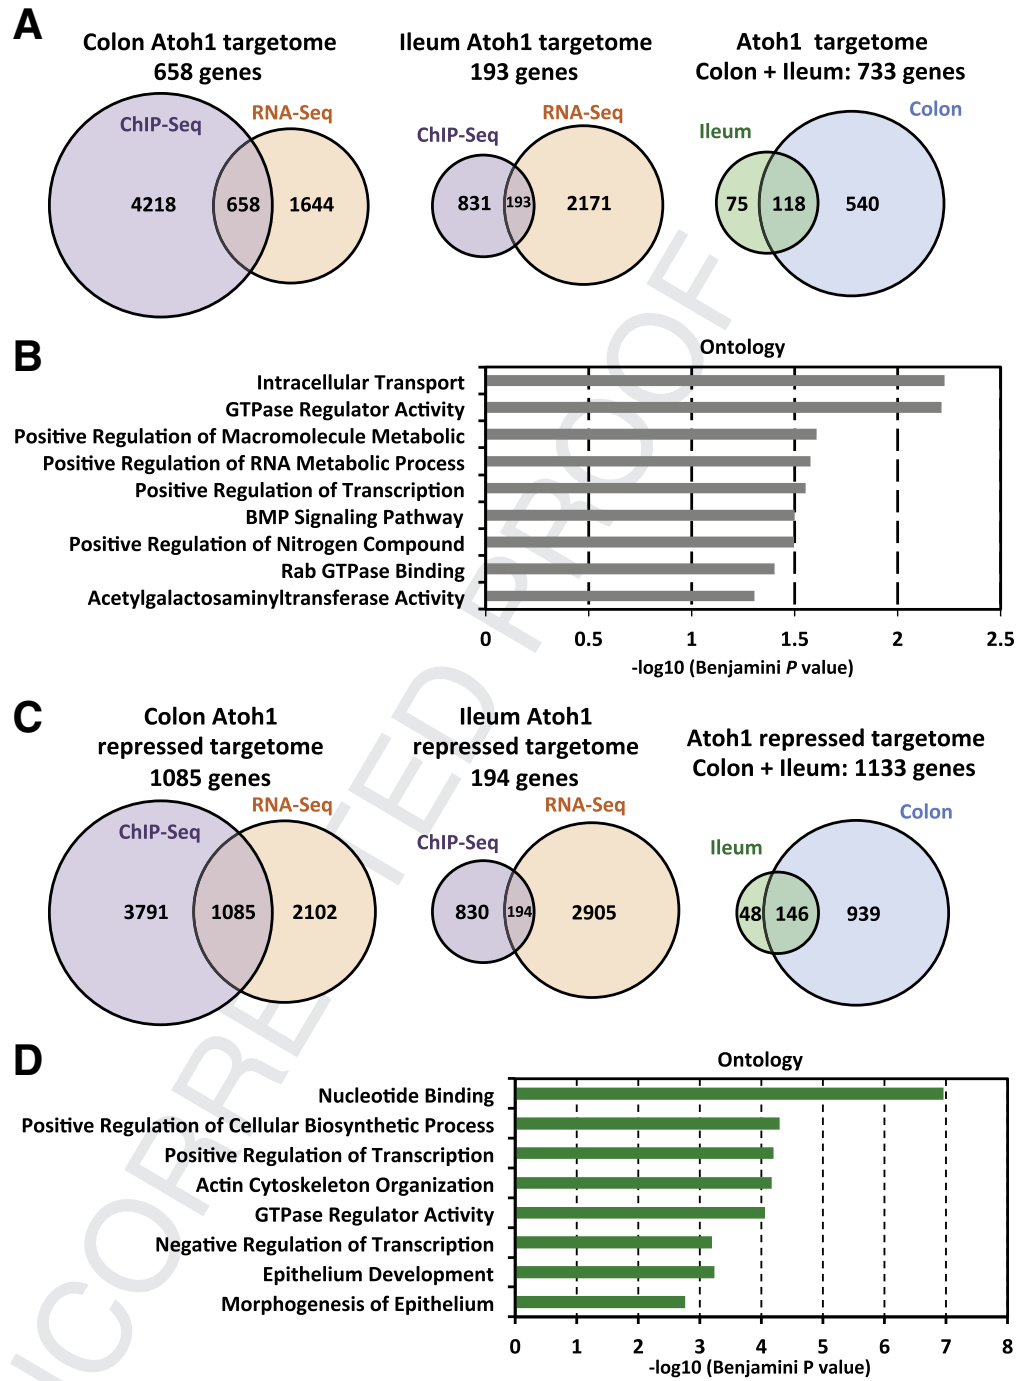 A
Colon Atoh1 targetome
658 genes
ChIP-Seq
RNA-Seq
4218
658
1644
Ileum Atoh1 targetome
193 genes
ChIP-Seq
RNA-Seq
831
193
2171
Atoh1 targetome
Colon + Ileum: 733 genes
Ileum
Colon
75
118
540
B
Ontology
Intracellular Transport
GTPase Regulator Activity
Positive Regulation of Macromolecule Metabolic
Positive Regulation of RNA Metabolic Process
Positive Regulation of Transcription
BMP Signaling Pathway
Positive Regulation of Nitrogen Compound
Rab GTPase Binding
Acetylgalactosaminyltransferase Activity
0 0.5 1 1.5 2 2.5
-log10 (Benjamini P value)
C
Colon Atoh1
repressed targetome
1085 genes
ChIP-Seq
RNA-Seq
3791
1085
2102
Ileum Atoh1
repressed targetome
194 genes
ChIP-Seq
RNA-Seq
830
194
2905
Atoh1 repressed targetome
Colon + Ileum: 1133 genes
Ileum
Colon
48
146
939
D
Ontology
Nucleotide Binding
Positive Regulation of Cellular Biosynthetic Process
Positive Regulation of Transcription
Actin Cytoskeleton Organization
GTPase Regulator Activity
Negative Regulation of Transcription
Epithelium Development
Morphogenesis of Epithelium
0 1 2 3 4 5 6 7 8
-log10 (Benjamini P value)
PROOF